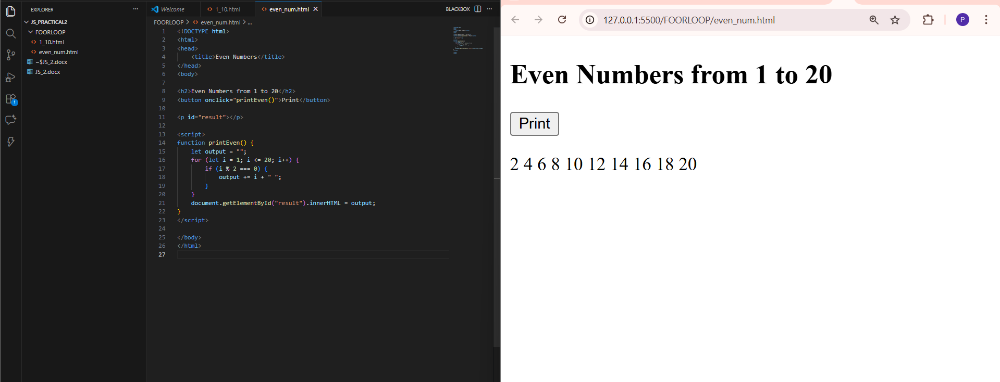 EXPLORER
JS_PRACTICAL2
FOORLOOP
1_10.html
even_num.html
~$JS_2.docx
JS_2.docx
1
Welcome
1_10.html
even_num.html
BLACKBOX
FOORLOOP > even_num.html > ...
1 <!DOCTYPE html>
2 <html>
3 <head>
4     <title>Even Numbers</title>
5 </head>
6 <body>
7
8 <h2>Even Numbers from 1 to 20</h2>
9 <button onclick="printEven()">Print</button>
10
11 <p id="result"></p>
12
13 <script>
14 function printEven() {
15     let output = "";
16     for (let i = 1; i <= 20; i++) {
17         if (i % 2 === 0) {
18             output += i + " ";
19         }
20     }
21     document.getElementById("result").innerHTML = output;
22 }
23 </script>
24
25 </body>
26 </html>
27
127.0.0.1:5500/FOORLOOP/even_num.html
P
Even Numbers from 1 to 20
Print
2 4 6 8 10 12 14 16 18 20